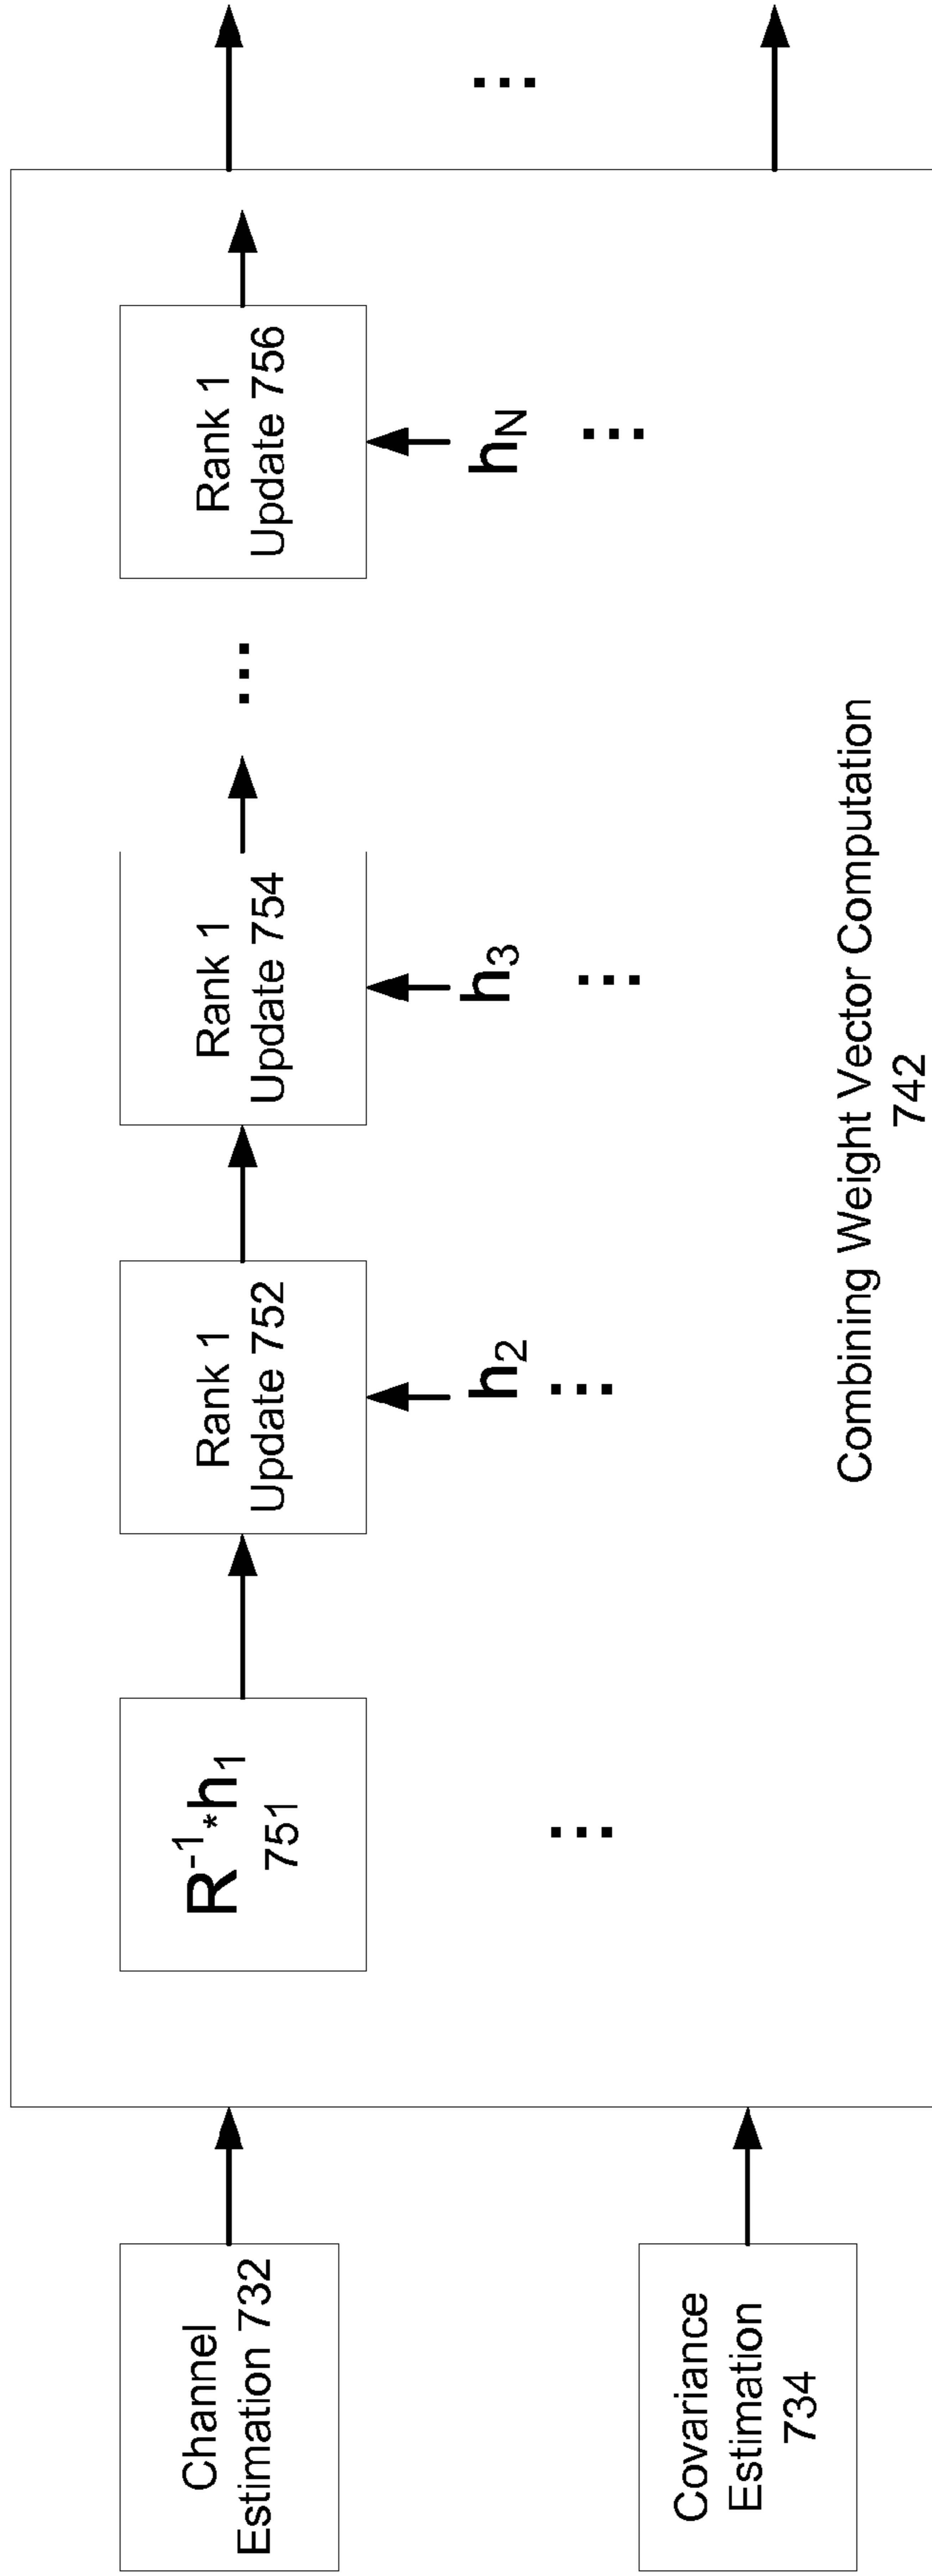 Channel
Estimation 732
Covariance
Estimation
734
R⁻¹*h₁
751
...
Rank 1
Update 752
h₂
...
Rank 1
Update 754
h₃
...
...
Rank 1
Update 756
hN
...
Combining Weight Vector Computation
742
...